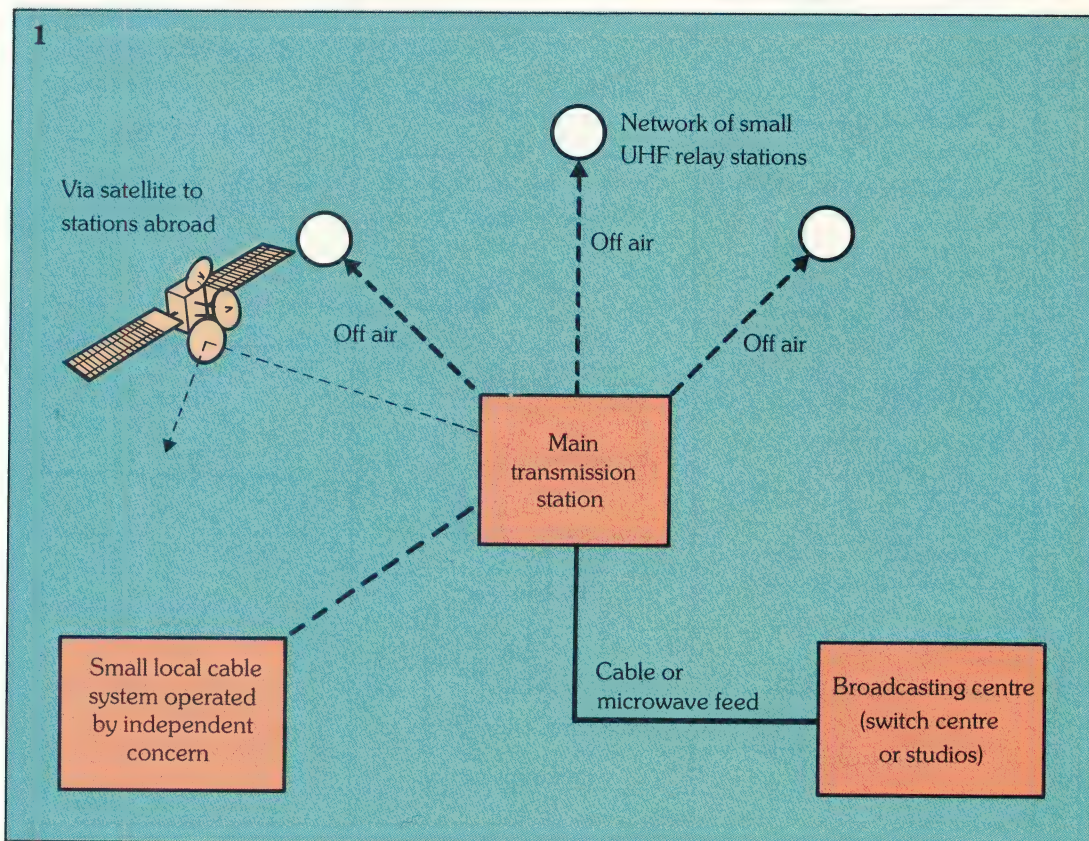 1
Network of small
UHF relay stations
Via satellite to
stations abroad
Off air
Off air
Off air
Main
transmission
station
Small local cable
system operated
by independent
concern
Cable or
microwave feed
Broadcasting centre
(switch centre
or studios)